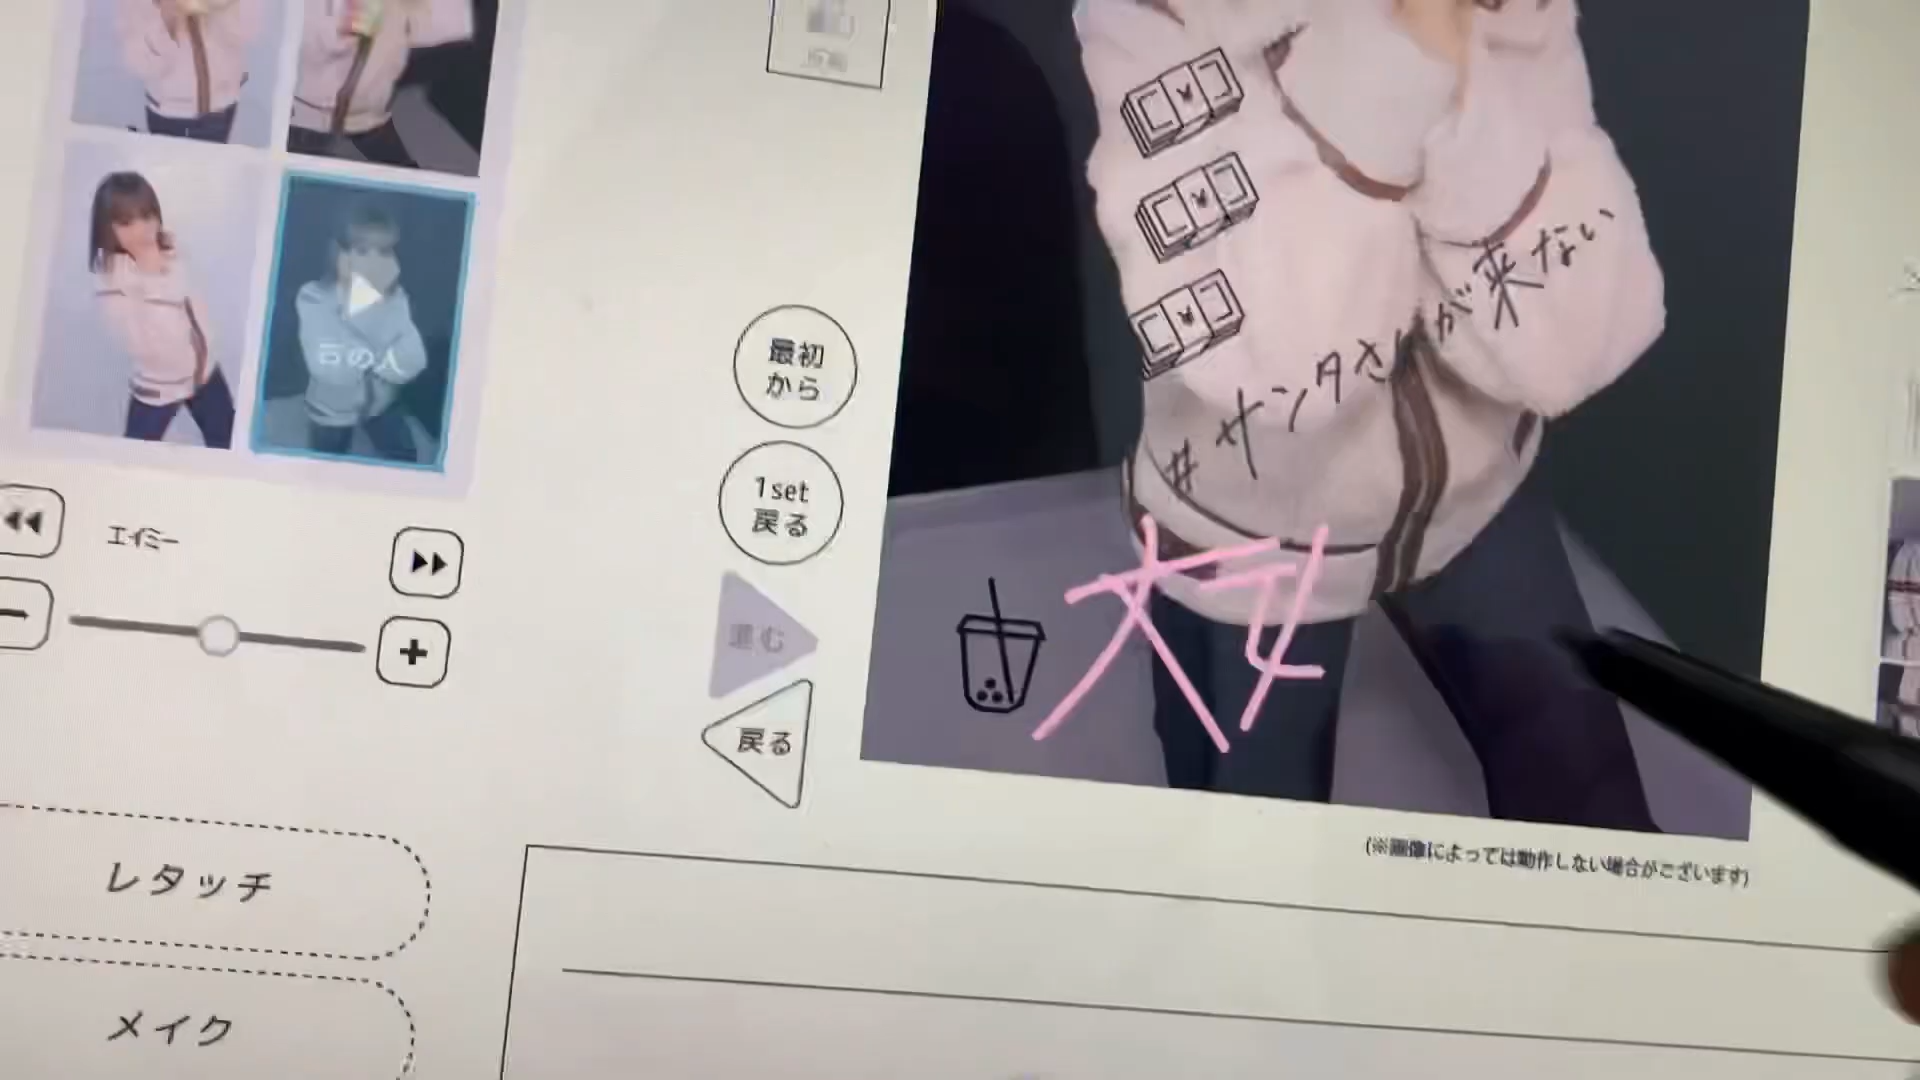 最初
から
1set
戻る
進む
戻る
エイミー
レタッチ
メイク
¥
¥
¥
#サンタさんが来ない
(※画像によっては動作しない場合がございます)